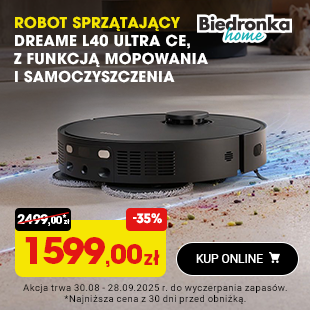 ROBOT SPRZĄTAJĄCY
Biedronka
home
DREAME L40 ULTRA CE,
Z FUNKCJĄ MOPOWANIA
I SAMOCZYSZCZENIA
2499,00zł*
-35%
1599,00zł
KUP ONLINE
Akcja trwa 30.08 - 28.09.2025 r. do wyczerpania zapasów.
*Najniższa cena z 30 dni przed obniżką.